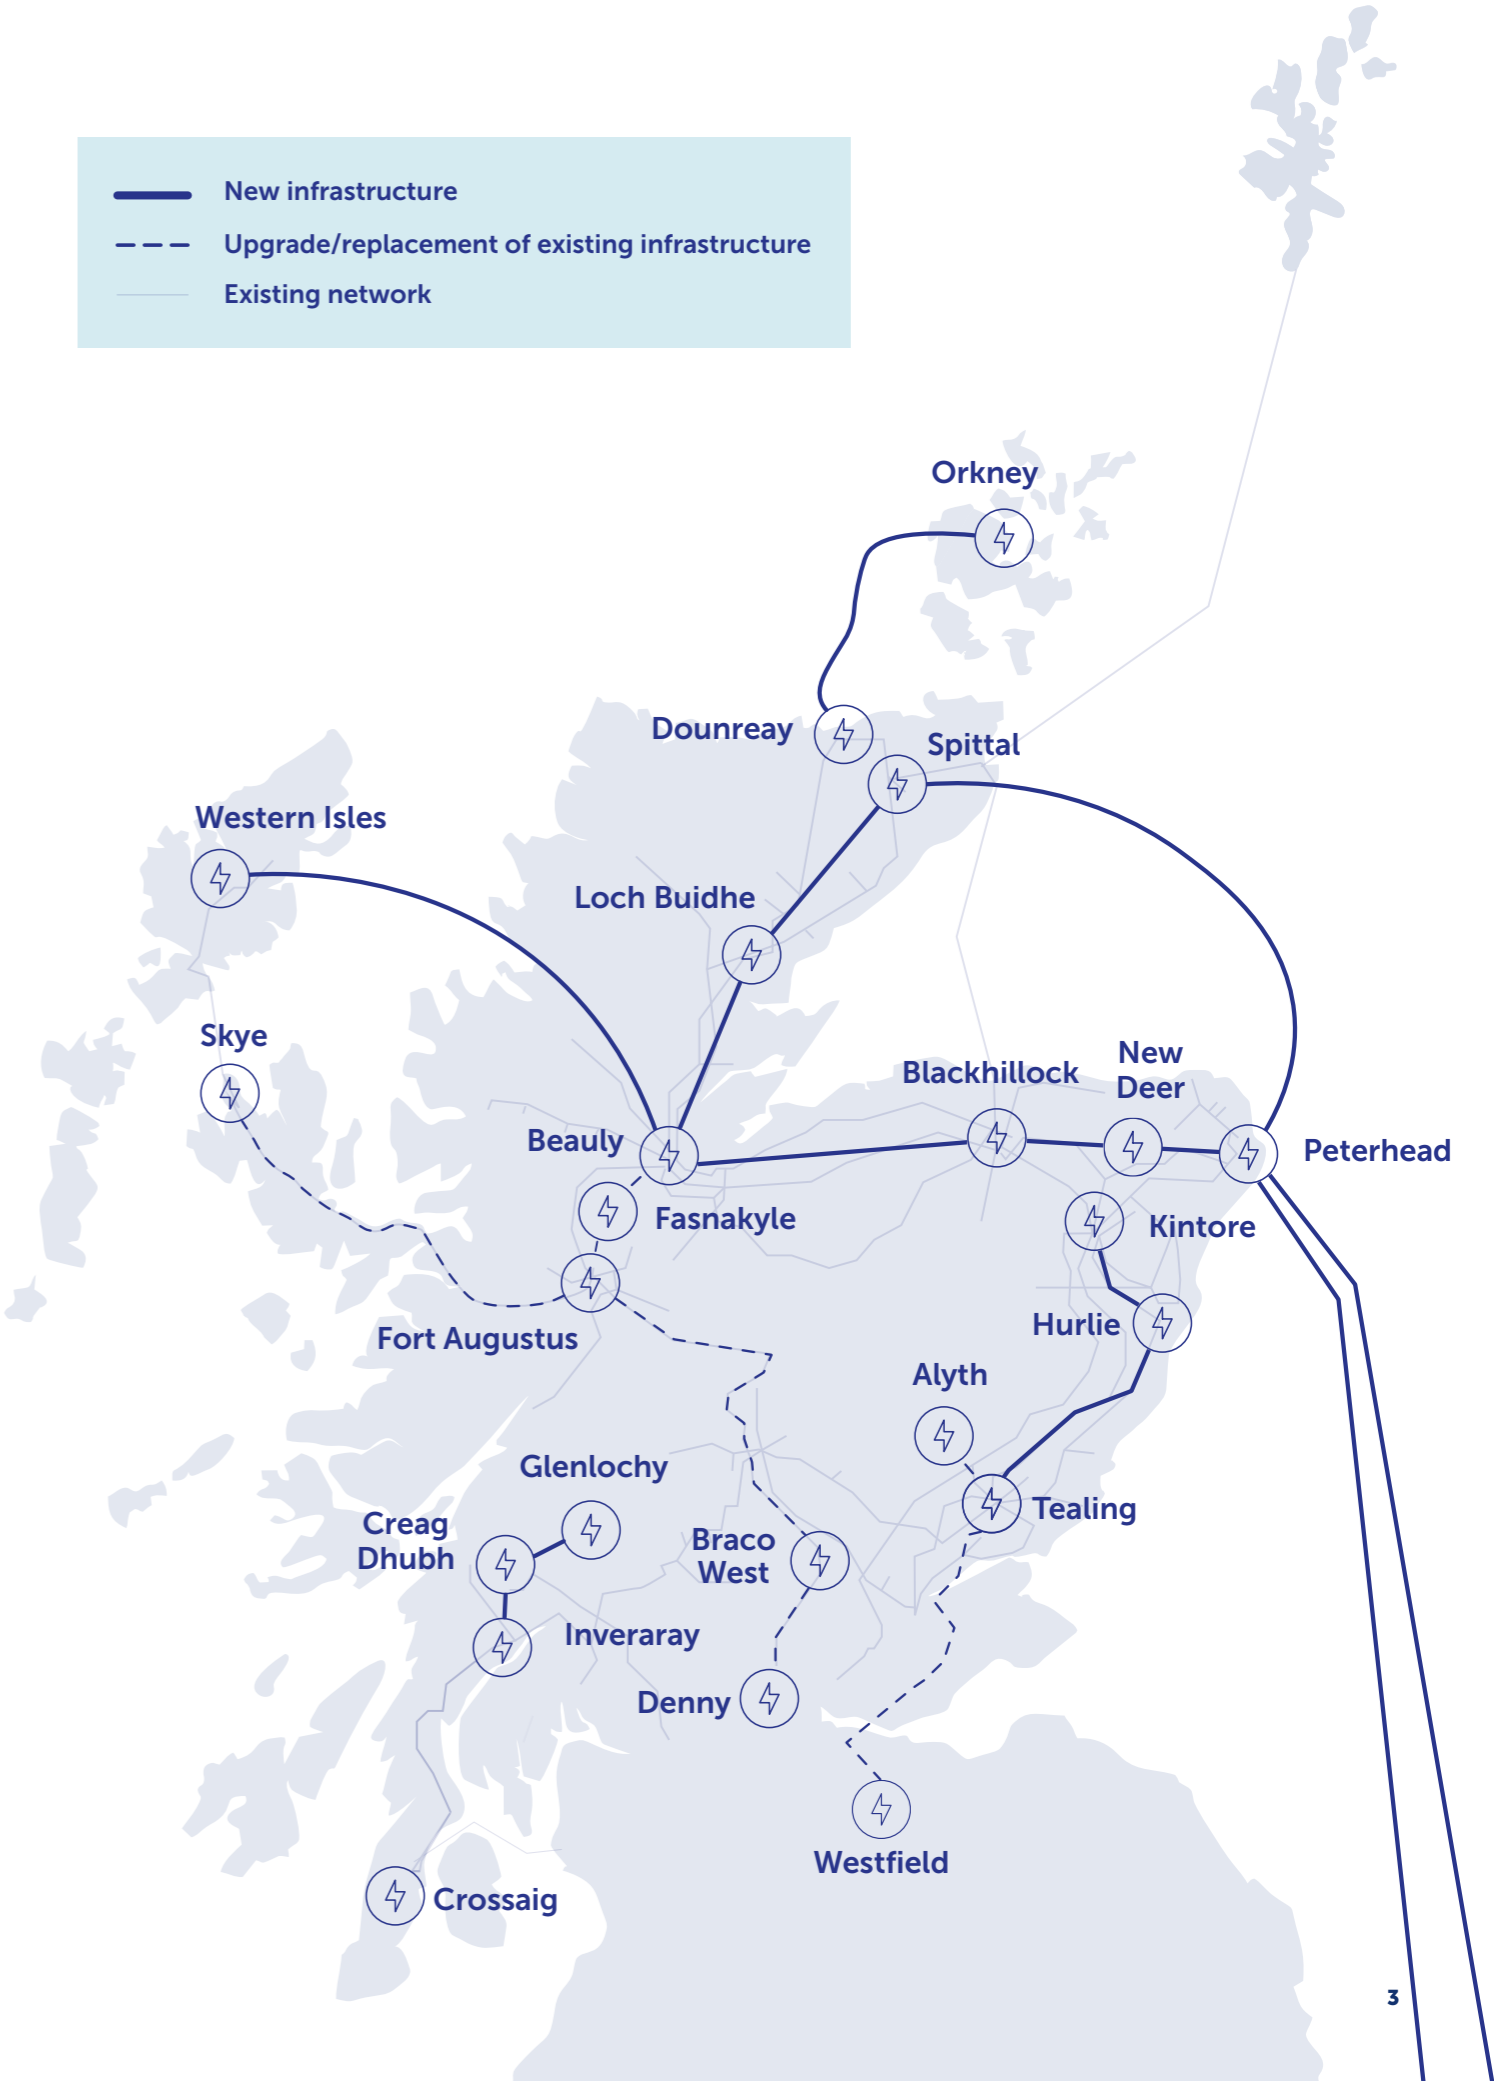 New infrastructure
Upgrade/replacement of existing infrastructure
Existing network
Orkney
Dounreay
Spittal
Western Isles
Loch Buidhe
Skye
Blackhillock
New
Deer
Beauly
Peterhead
Fasnakyle
Kintore
Fort Augustus
Hurlie
Alyth
Glenlochy
Creag
Dhubh
Tealing
Braco
West
Inveraray
Denny
Westfield
Crossaig
3